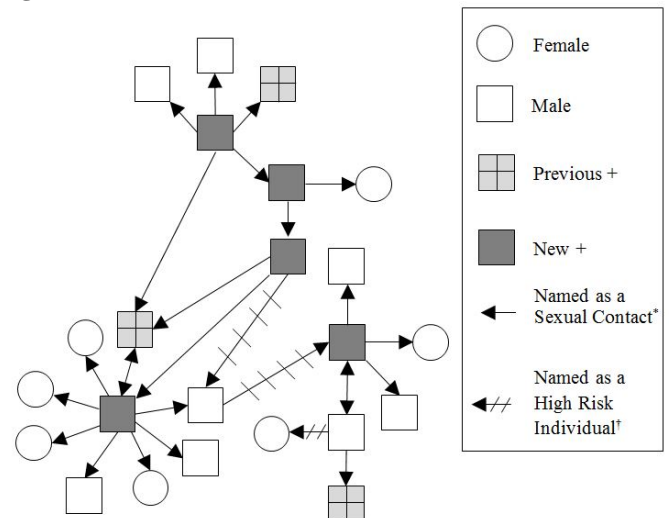 Female
Male
Previous +
New +
Named as a
Sexual Contact*
Named as a
High Risk
Individual†